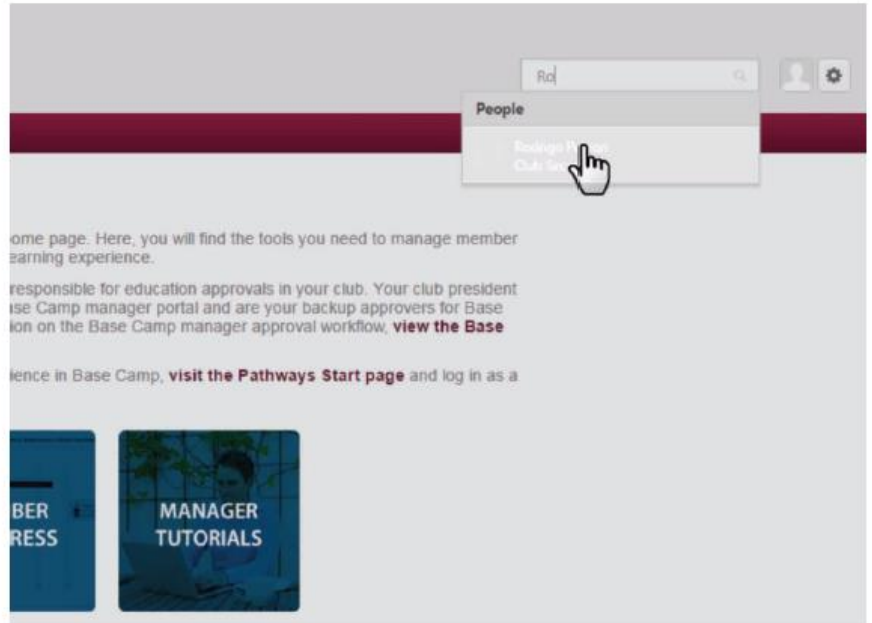 Ro
People
Rodrigo
Club
ome page. Here, you will find the tools you need to manage member
earning experience.
responsible for education approvals in your club. Your club president
ase Camp manager portal and are your backup approvers for Base
ion on the Base Camp manager approval workflow, view the Base
ience in Base Camp, visit the Pathways Start page and log in as a
BER
RESS
MANAGER
TUTORIALS